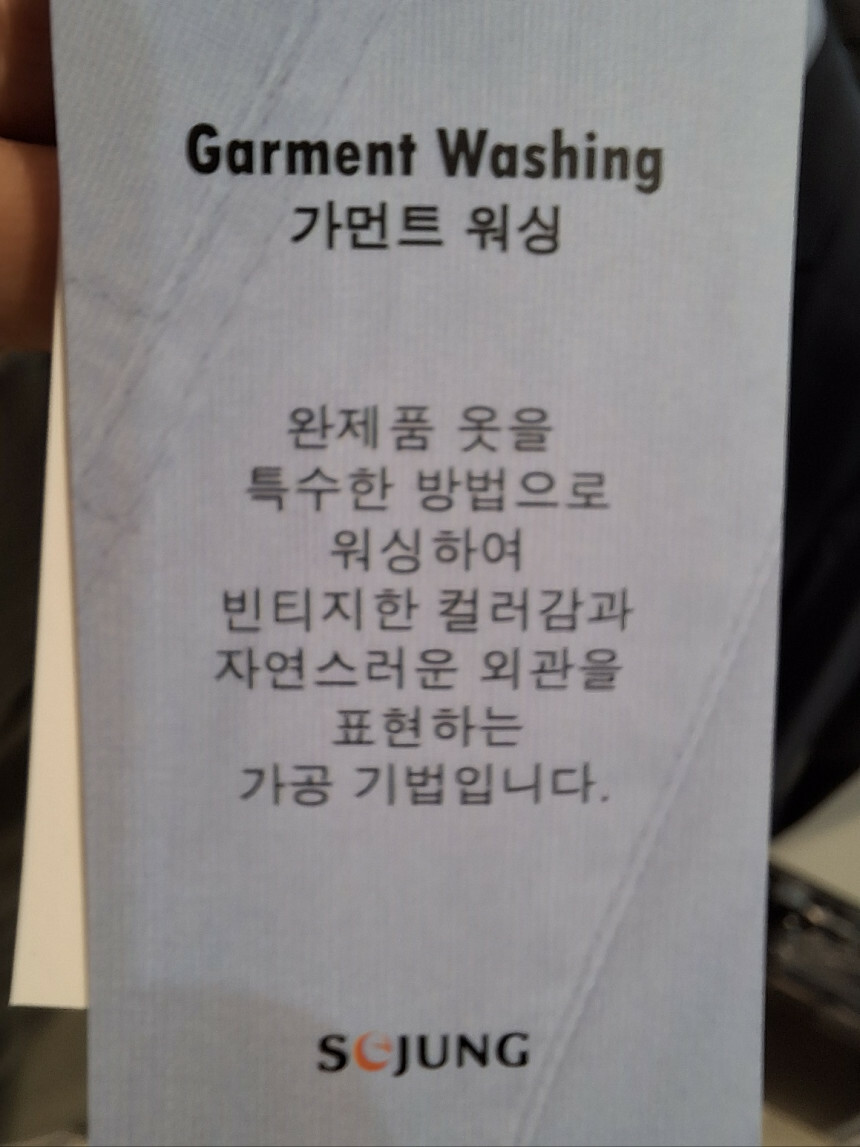 Garment Washing
가먼트 워싱
완제품 옷을
특수한 방법으로
워싱하여
빈티지한 컬러감과
자연스러운 외관을
표현하는
가공 기법입니다.
SEJUNG